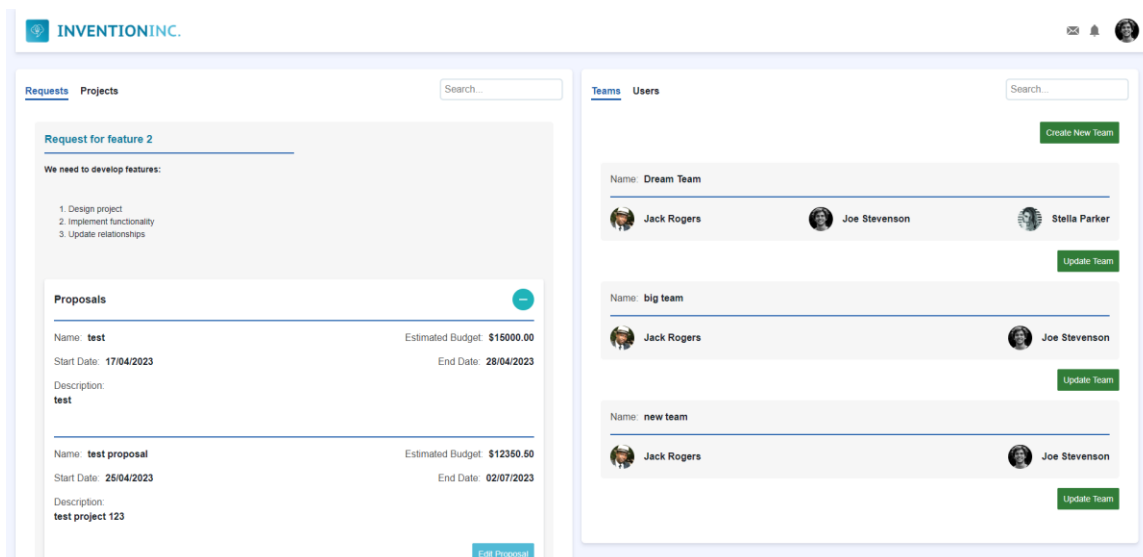 INVENTIONINC.
Requests Projects Search...
Request for feature 2
We need to develop features:
1. Design project
2. Implement functionality
3. Update relationships
Proposals
Name: test Estimated Budget: $15000.00
Start Date: 17/04/2023 End Date: 28/04/2023
Description:
test
Name: test proposal Estimated Budget: $12350.50
Start Date: 25/04/2023 End Date: 02/07/2023
Description:
test project 123
Edit Proposal
Teams Users Search...
Create New Team
Name: Dream Team
Jack Rogers Joe Stevenson Stella Parker
Update Team
Name: big team
Jack Rogers Joe Stevenson
Update Team
Name: new team
Jack Rogers Joe Stevenson
Update Team